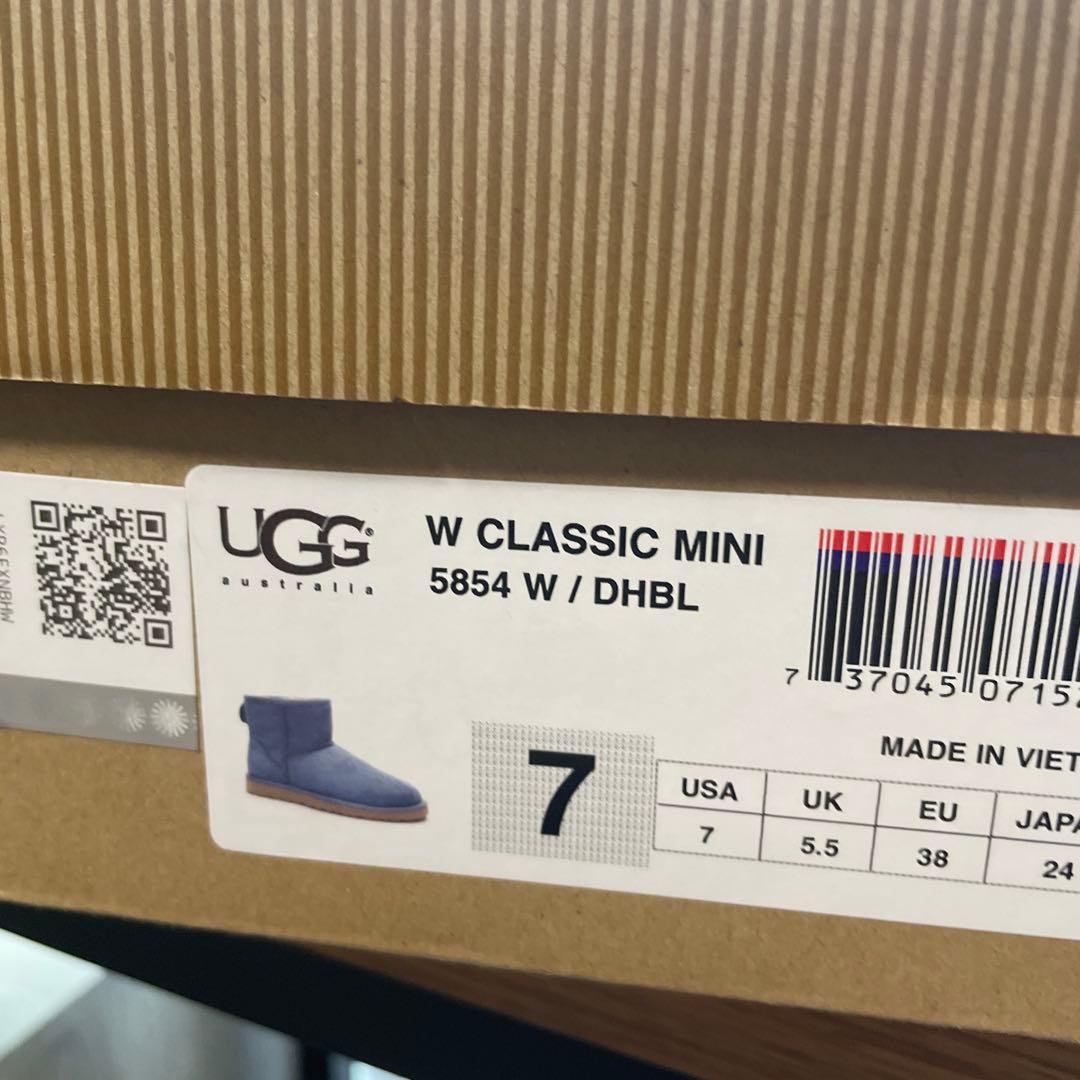 UGG®
australia
W CLASSIC MINI
5854 W / DHBL
7 37045 0715
MADE IN VIET
7
USA UK EU JAPA
7 5.5 38 24